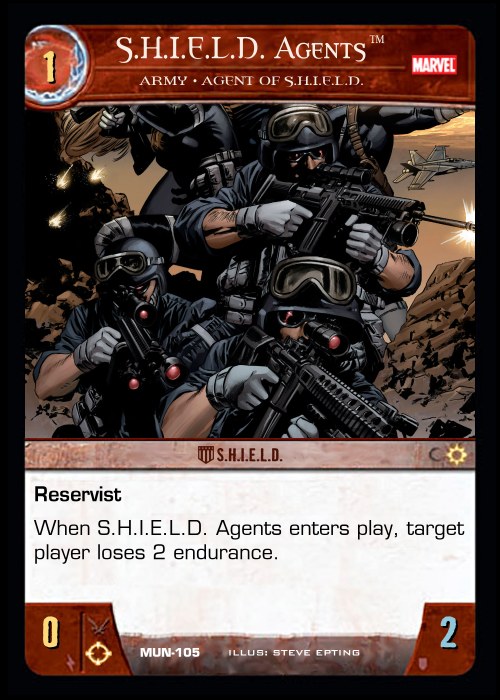 1
S.H.I.E.L.D. AGENTS™
MARVEL
ARMY • AGENT OF S.H.I.E.L.D.
S.H.I.E.L.D.
Reservist
When S.H.I.E.L.D. Agents enters play, target
player loses 2 endurance.
0
MUN-105
ILLUS: STEVE EPTING
2